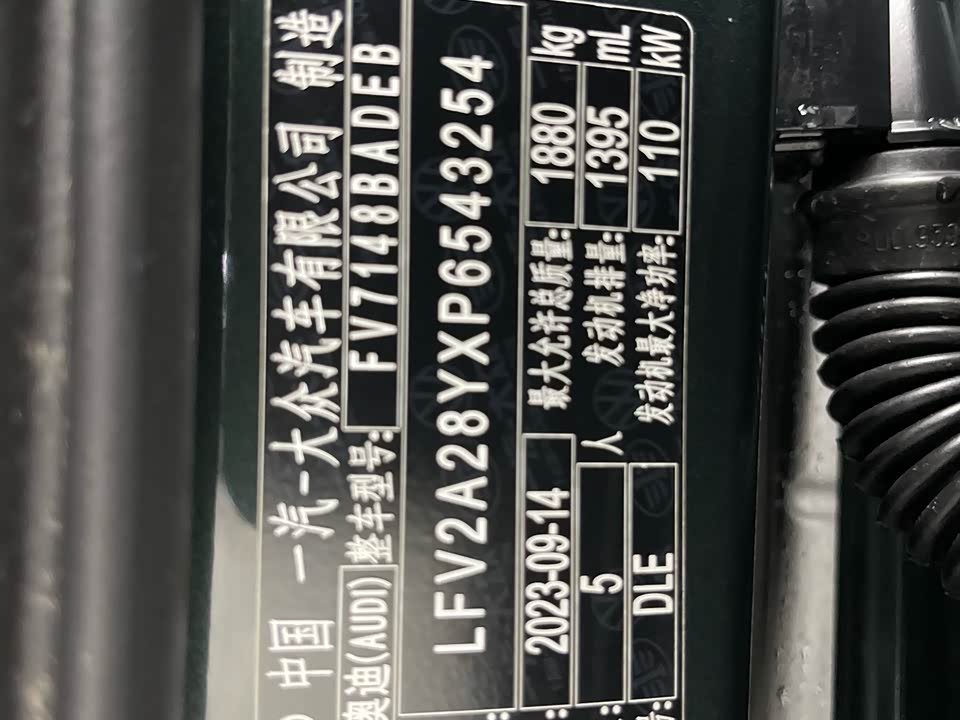 中国 一汽-大众汽车有限公司 制造
奥迪(AUDI) 整车型号: FV7148BADEB
LFV2A28YXP6543254
2023-09-14 最大允许总质量: 1880 kg
5 人 发动机排量: 1395 mL
DLE 发动机最大净功率: 110 kW